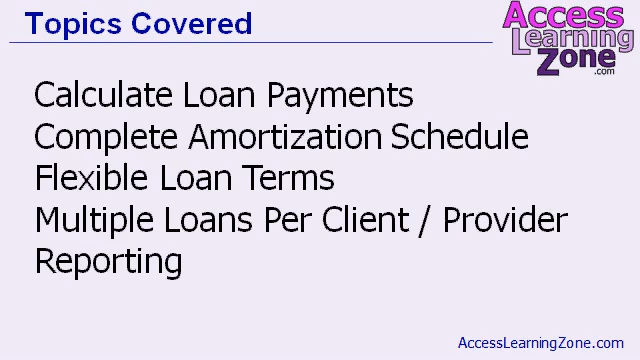 Topics Covered
Access
Learning
Zone
.com
Calculate Loan Payments
Complete Amortization Schedule
Flexible Loan Terms
Multiple Loans Per Client / Provider
Reporting
AccessLearningZone.com